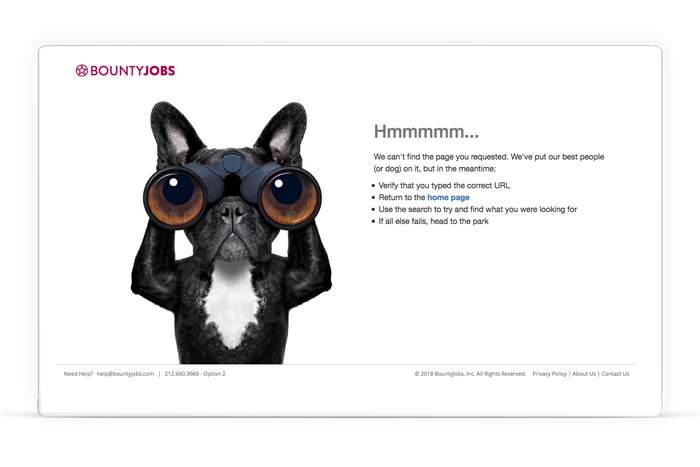 BOUNTYJOBS
Hmmmmm...
We can't find the page you requested. We've put our best people
(or dog) on it, but in the meantime:
• Verify that you typed the correct URL
• Return to the home page
• Use the search to try and find what you were looking for
• If all else fails, head to the park
Need Help? help@bountyjobs.com | 212.660.3960 - Option 2
© 2018 BountyJobs, Inc. All Rights Reserved. Privacy Policy | About Us | Contact Us